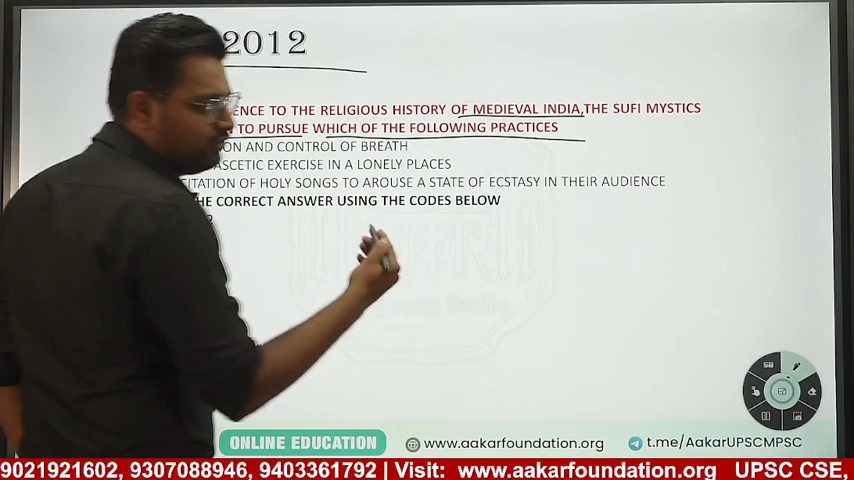 2012
ENCE TO THE RELIGIOUS HISTORY OF MEDIEVAL INDIA,THE SUFI MYSTICS
TO PURSUE WHICH OF THE FOLLOWING PRACTICES
ON AND CONTROL OF BREATH
ASCETIC EXERCISE IN A LONELY PLACES
CITATION OF HOLY SONGS TO AROUSE A STATE OF ECSTASY IN THEIR AUDIENCE
HE CORRECT ANSWER USING THE CODES BELOW
SB
ONLINE EDUCATION www.aakarfoundation.org t.me/AakarUPSCMPSC
9021921602, 9307088946, 9403361792 | Visit: www.aakarfoundation.org UPSC CSE,